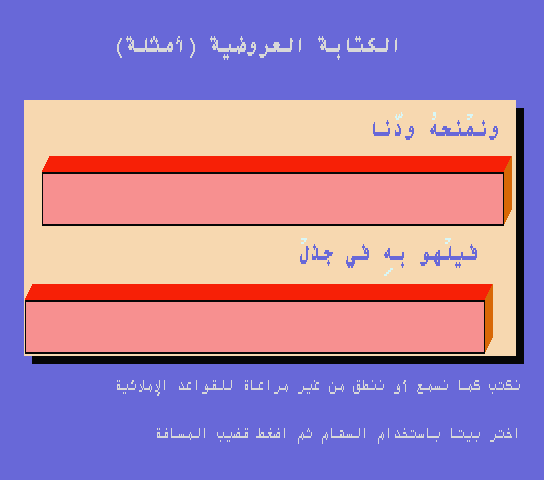 الكتابة العروضية (أمثلة)
ونمْنحهُ ودّنا
فيلْهو بهِ في جذلْ
نكتب كما نسمع أو ننطق من غير مراعاة للقواعد الإملائية
اختر بيتا باستخدام السهام ثم اضغط قضيب المسافة